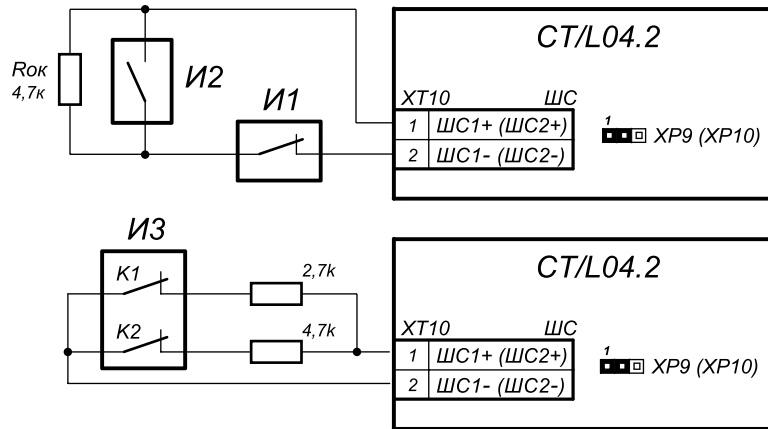 CT/L04.2
Rок
4,7к
И2
И1
XT10 ШС
1 ШС1+ (ШС2+)
2 ШС1- (ШС2-)
1
XP9 (XP10)
И3
CT/L04.2
K1
2,7k
K2
4,7k
XT10 ШС
1 ШС1+ (ШС2+)
2 ШС1- (ШС2-)
1
XP9 (XP10)